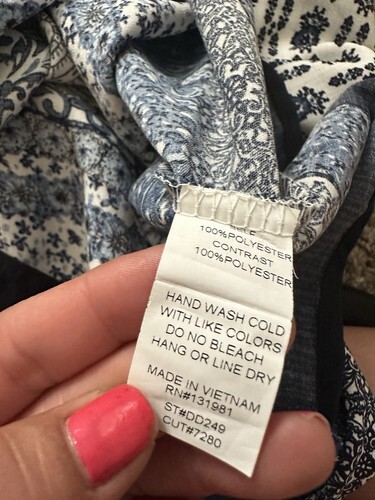 100%POLYESTER
CONTRAST
100%POLYESTER
HAND WASH COLD
WITH LIKE COLORS
DO NO BLEACH
HANG OR LINE DRY
MADE IN VIETNAM
RN#131981
ST#DD249
CUT#7280